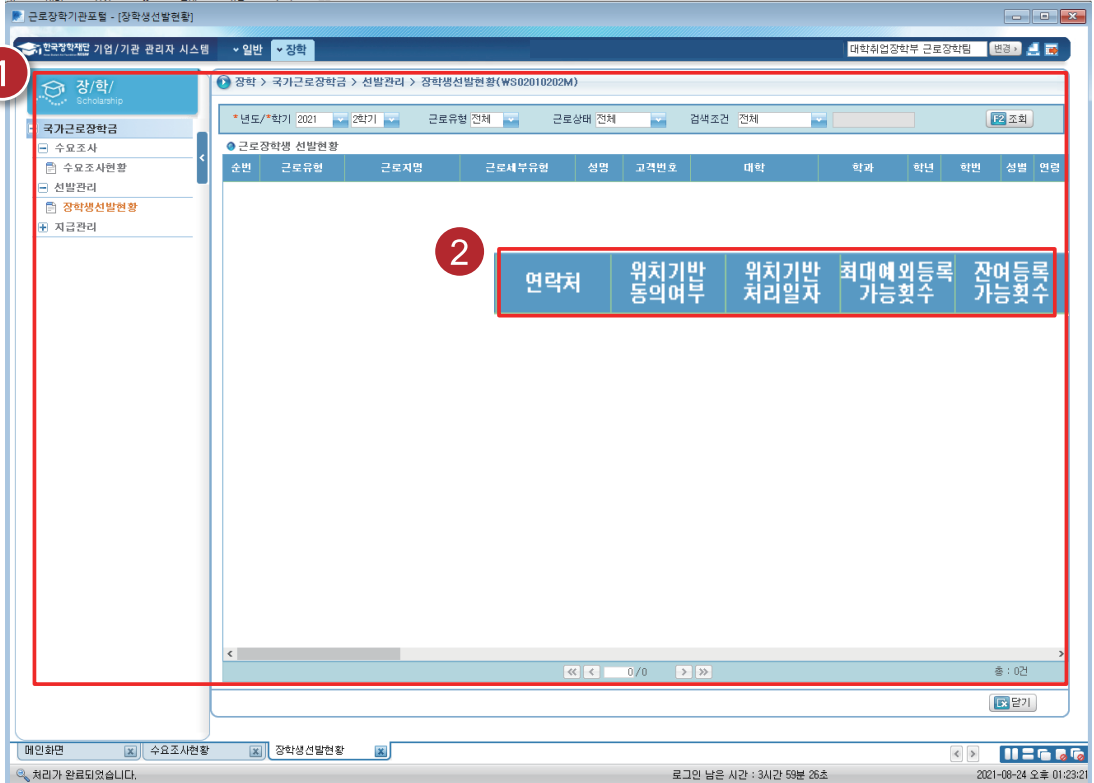 근로장학기관포털 - [장학생선발현황]
한국장학재단 기업/기관 관리자 시스템
일반
장학
대학취업장학부 근로장학팀
변경
1
장/학/
Scholarship
장학 > 국가근로장학금 > 선발관리 > 장학생선발현황(WS02010202M)
*년도/*학기 2021 2학기 근로유형 전체 근로상태 전체 검색조건 전체 F2 조회
국가근로장학금
수요조사
수요조사현황
선발관리
장학생선발현황
지급관리
근로장학생 선발현황
순번 근로유형 근로지명 근로세부유형 성명 고객번호 대학 학과 학년 학번 성별 연령
2
연락처
위치기반
동의여부
위치기반
처리일자
최대예외등록
가능횟수
잔여등록
가능횟수
0/0
총 : 0건
닫기
메인화면
수요조사현황
장학생선발현황
처리가 완료되었습니다.
로그인 남은 시간 : 3시간 59분 26초
2021-08-24 오후 01:23:21